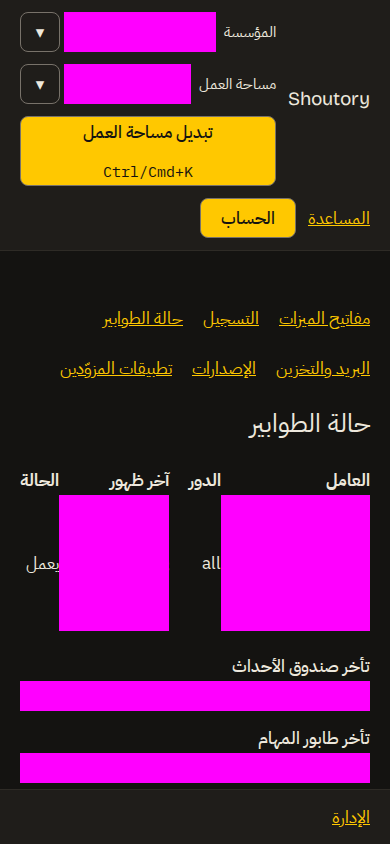 المؤسسة ▼
Shoutory
مساحة العمل ▼
تبديل مساحة العمل
Ctrl/Cmd+K
المساعدة الحساب
مفاتيح الميزات التسجيل حالة الطوابير
البريد والتخزين الإصدارات تطبيقات المزوّدين
حالة الطوابير
العامل الدور آخر ظهور الحالة
all يعمل
تأخر صندوق الأحداث
تأخر طابور المهام
الإدارة